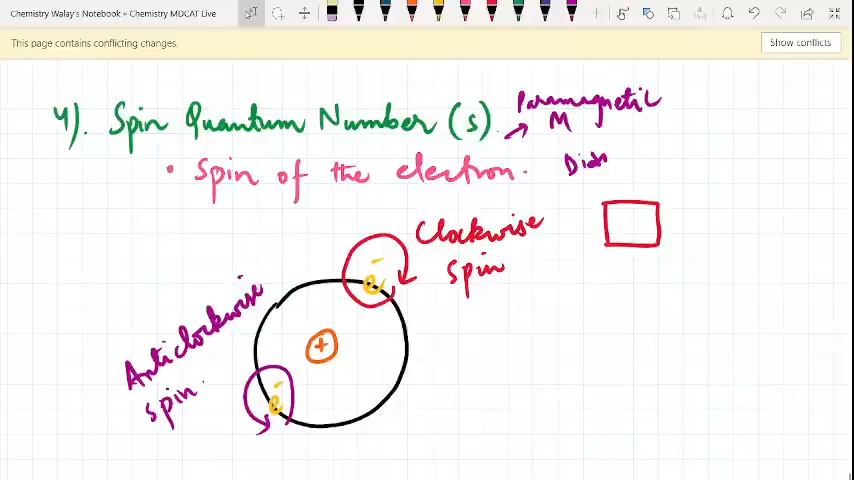 Chemistry Walay's Notebook » Chemistry MDCAT Live
This page contains conflicting changes.
Show conflicts
4). Spin Quantum Number (s).
Paramagnetic
M
• Spin of the electron.
Dia
Clockwise
spin
e-
Anticlockwise
spin.
+
e-